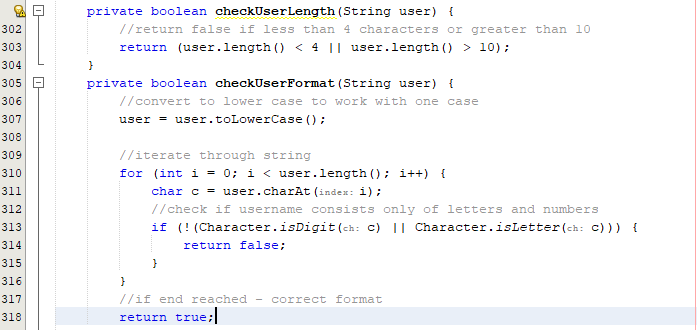 private boolean checkUserLength(String user) {
302 //return false if less than 4 characters or greater than 10
303 return (user.length() < 4 || user.length() > 10);
304 }
305 private boolean checkUserFormat(String user) {
306 //convert to lower case to work with one case
307 user = user.toLowerCase();
308
309 //iterate through string
310 for (int i = 0; i < user.length(); i++) {
311 char c = user.charAt(index: i);
312 //check if username consists only of letters and numbers
313 if (!(Character.isDigit(ch: c) || Character.isLetter(ch: c))) {
314 return false;
315 }
316 }
317 //if end reached - correct format
318 return true;